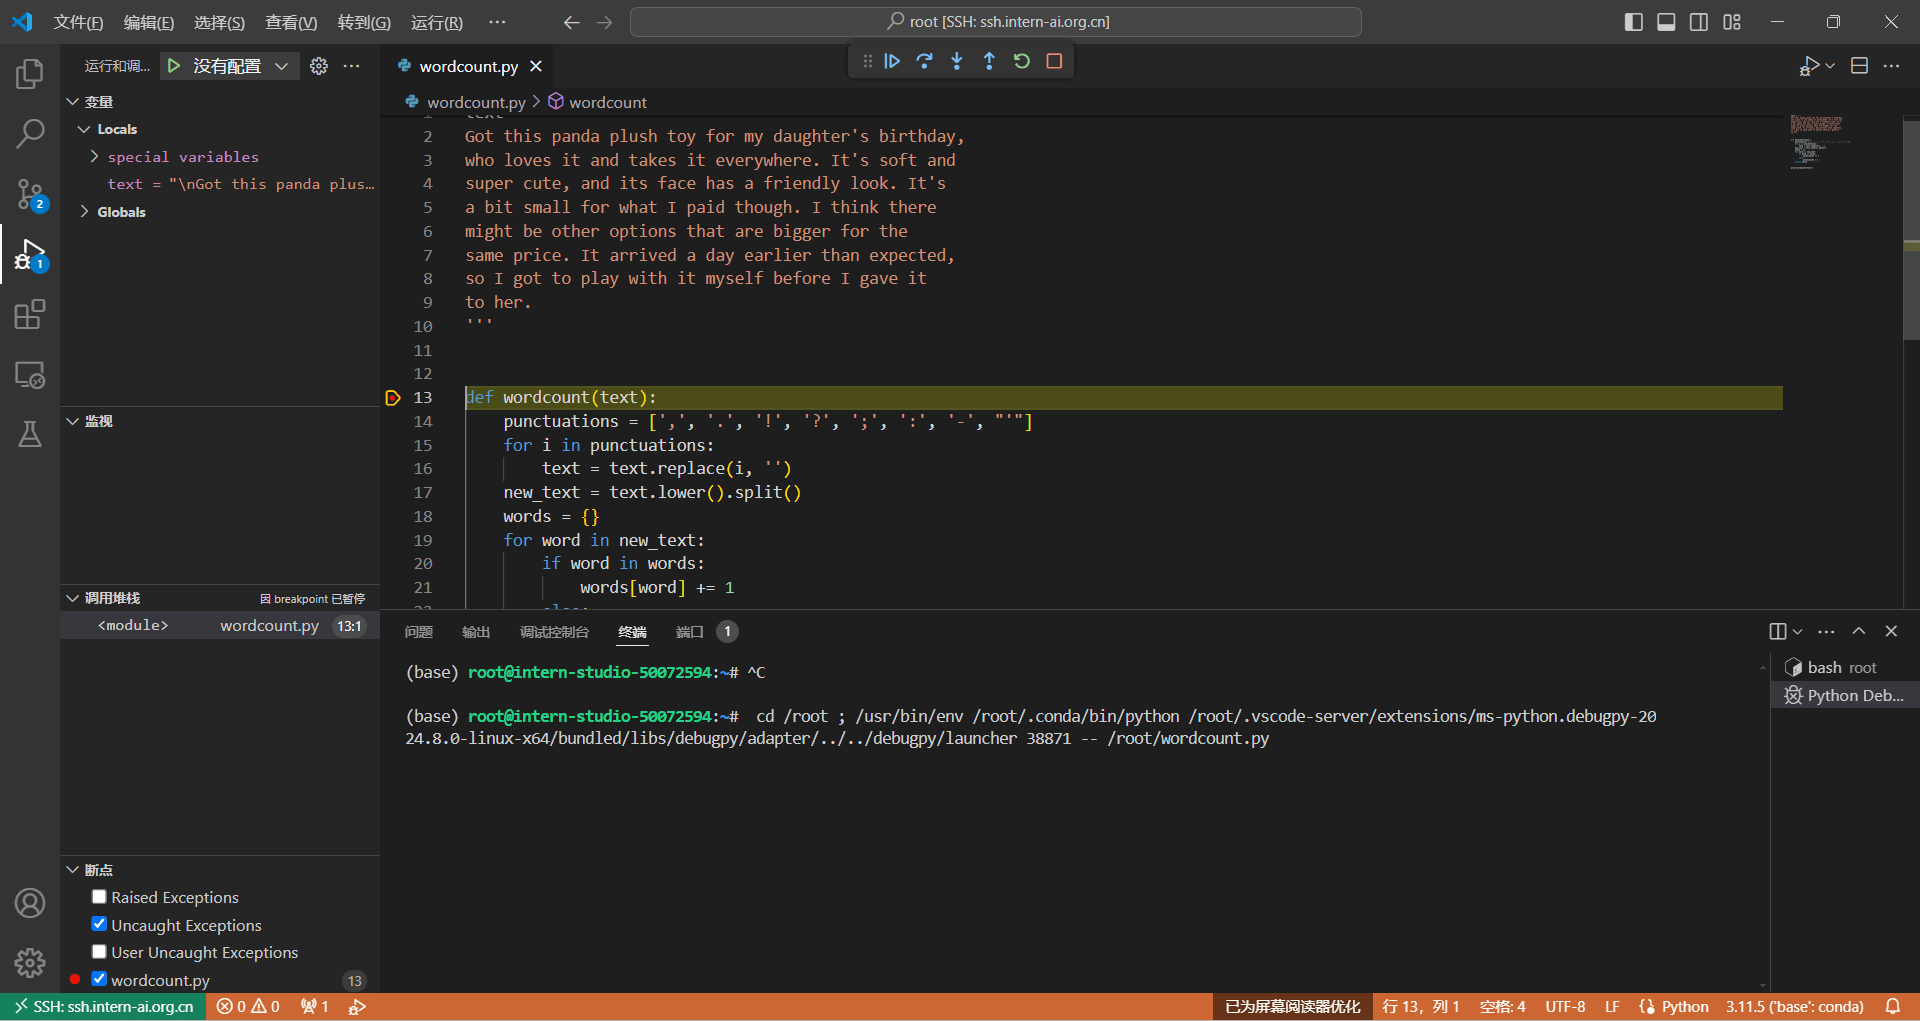 文件(F) 编辑(E) 选择(S) 查看(V) 转到(G) 运行(R) ··· root [SSH: ssh.intern-ai.org.cn]
运行和调... 没有配置 ···
wordcount.py
wordcount.py > wordcount
变量
Locals
special variables
text = "\nGot this panda plus...
Globals
监视
调用堆栈 因 breakpoint 已暂停
<module> wordcount.py 13:1
断点
Raised Exceptions
Uncaught Exceptions
User Uncaught Exceptions
wordcount.py 13
2
1
2 Got this panda plush toy for my daughter's birthday,
3 who loves it and takes it everywhere. It's soft and
4 super cute, and its face has a friendly look. It's
5 a bit small for what I paid though. I think there
6 might be other options that are bigger for the
7 same price. It arrived a day earlier than expected,
8 so I got to play with it myself before I gave it
9 to her.
10 '''
11
12
13 def wordcount(text):
14 punctuations = [',', '.', '!', '?', ';', ':', '-', "'"]
15 for i in punctuations:
16 text = text.replace(i, '')
17 new_text = text.lower().split()
18 words = {}
19 for word in new_text:
20 if word in words:
21 words[word] += 1
问题 输出 调试控制台 终端 端口 1
(base) root@intern-studio-50072594:~# ^C
(base) root@intern-studio-50072594:~#  cd /root ; /usr/bin/env /root/.conda/bin/python /root/.vscode-server/extensions/ms-python.debugpy-20
24.8.0-linux-x64/bundled/libs/debugpy/adapter/../../debugpy/launcher 38871 -- /root/wordcount.py
bash root
Python Deb...
SSH: ssh.intern-ai.org.cn 0 0 1 已为屏幕阅读器优化 行 13, 列 1 空格: 4 UTF-8 LF Python 3.11.5 ('base': conda)